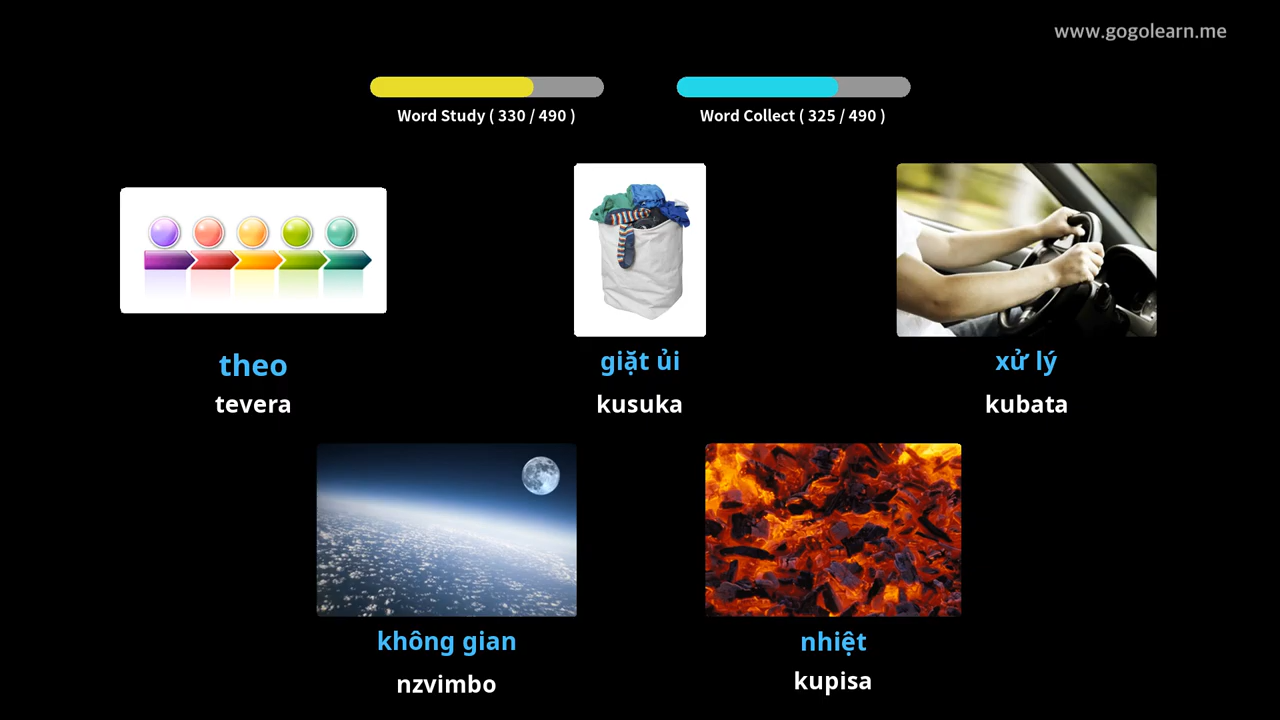 www.gogolearn.me
Word Study ( 330 / 490 )
Word Collect ( 325 / 490 )
theo
tevera
giặt ủi
kusuka
xử lý
kubata
không gian
nzvimbo
nhiệt
kupisa